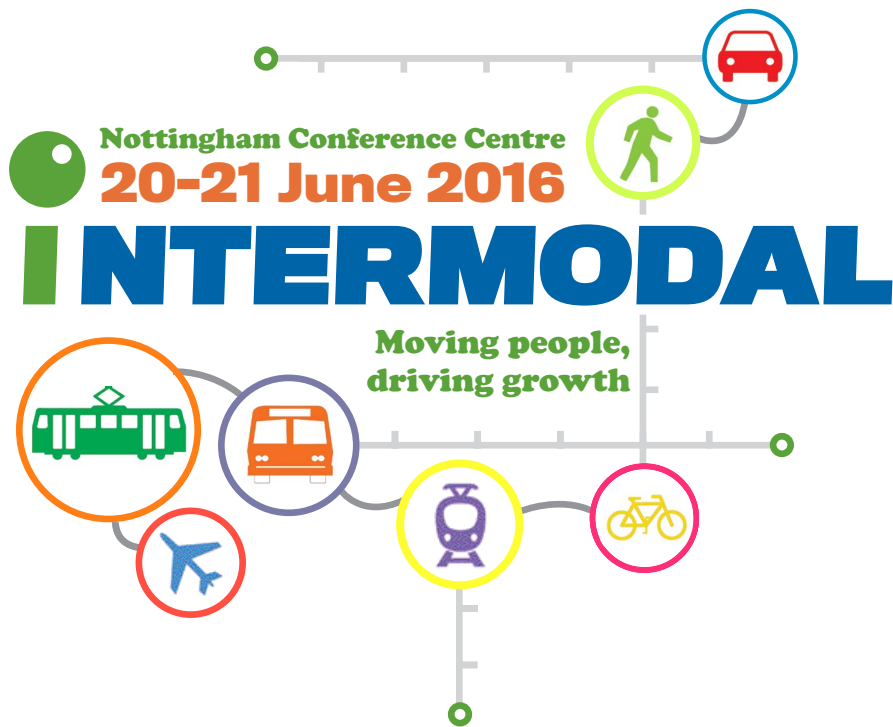 Nottingham Conference Centre
20-21 June 2016
iNTERMODAL
Moving people,
driving growth